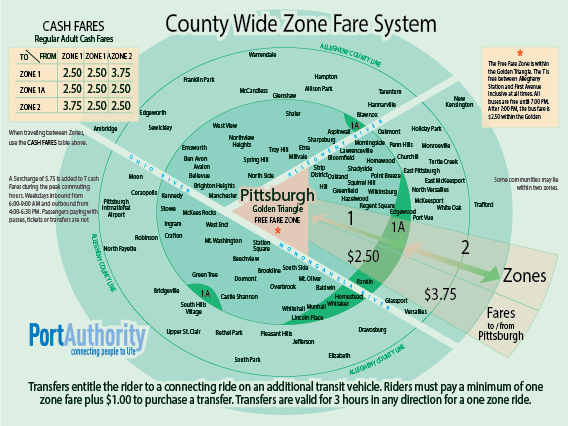 County Wide Zone Fare System
CASH FARES
Regular Adult Cash Fares
TO FROM ZONE 1 ZONE 1A ZONE 2
ZONE 1 2.50 2.50 3.75
ZONE 1A 2.50 2.50 2.50
ZONE 2 3.75 2.50 2.50
When traveling between Zones,
use the CASH FARES table above.
A Surcharge of $.75 is added to T cash
Fares during the peak commuting
hours. Weekdays in bound from
6:00-9:00 AM and outbound from
4:00-6:30 PM. Passengers paying with
passes, tickets or transfers are not
*
The Free Fare Zone is within
the Golden Triangle. The T is
free between Allegheny
Station and First Avenue
inclusive at all times. All
buses are free until 7:00 PM.
After 7:00 PM, the bus fare is
$2.50 within the Golden
Some communities may lie
within two zones.
ALLEGHENY COUNTY LINE
Warrendale
Franklin Park
Hampton
Allison Park
McCandless
Glenshaw
Tarentum
Harmarville
Blawnox
New
Kensington
Edgeworth
Sewickley
Ambridge
Shaler
West View
Northview
Heights
Aspinwall
1A
Oakmont
Holiday Park
Sharpsburg
Etna
Millvale
Troy Hill
Spring Hill
North Side
Emsworth
Ben Avon
Avalon
Bellevue
Brighton Heights
Manchester
Morningside
Lawrenceville
Bloomfield
Penn Hills
Monroeville
Churchill
Turtle Creek
Homewood
Shadyside
East Pittsburgh
Strip
District
Oakland
Point Breeze
Squirrel Hill
North Versailles
Hill
Greenfield
Wilkinsburg
McKeesport
Hazelwood
Regent Square
McKeesport
White Oak
Edgewood
Port Vue
Trafford
OHIO RIVER
ALLEGHENY RIVER
MONONGAHELA RIVER
Moon
Coraopolis
Kennedy
Stowe
McKees Rocks
Pittsburgh
International
Airport
Ingram
Crafton
Robinson
North Fayette
West End
Mt. Washington
Station
Square
Pittsburgh
Golden Triangle
FREE FARE ZONE
*
1
1A
2
Zones
$2.50
$3.75
Fares
to / from
Pittsburgh
ALLEGHENY COUNTY LINE
Beechview
Green Tree
Dormont
Brookline
South Side
Mt. Oliver
Overbrook
Baldwin
Rankin
Homestead
Whitaker
Munhall
Whitehall
Lincoln Place
Glassport
Versailles
Bridgeville
1A
South Hills
Village
Castle Shannon
Upper St. Clair
Bethel Park
Pleasant Hills
Jefferson
Dravosburg
Elizabeth
South Park
ALLEGHENY COUNTY LINE
PortAuthority
connecting people to life
Transfers entitle the rider to a connecting ride on an additional transit vehicle. Riders must pay a minimum of one
zone fare plus $1.00 to purchase a transfer. Transfers are valid for 3 hours in any direction for a one zone ride.